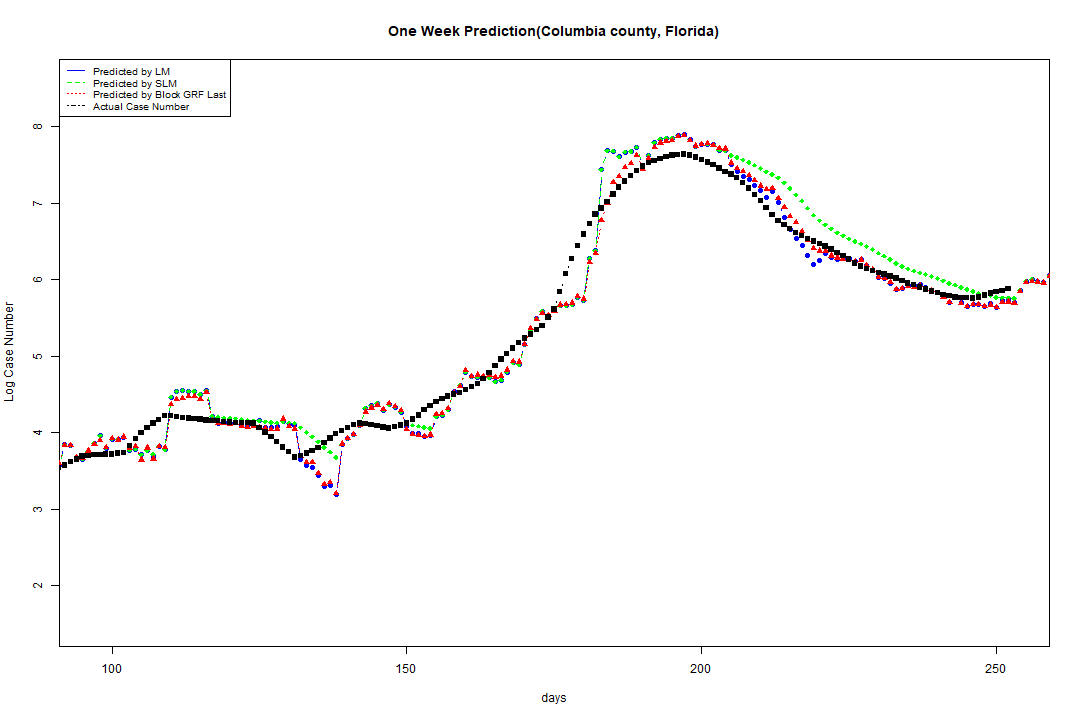 One Week Prediction(Columbia county, Florida)
Predicted by LM
Predicted by SLM
Predicted by Block GRF Last
Actual Case Number
8
7
6
5
4
3
2
Log Case Number
100 150 200 250
days